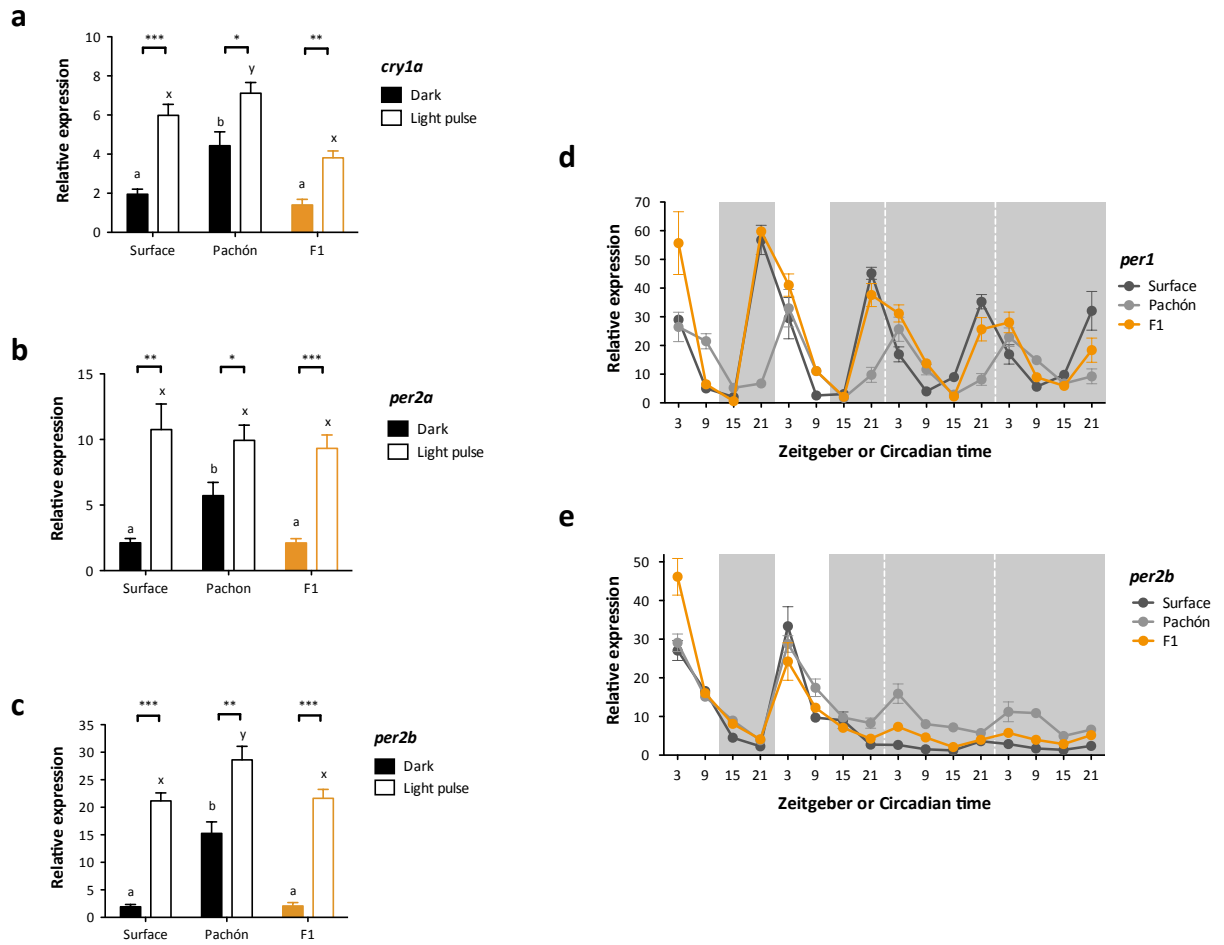 a
10
8
6
4
2
0
Relative expression
*** * **
a x b y a x
Surface Pachón F1
cry1a
Dark
Light pulse
b
15
10
5
0
Relative expression
** * ***
a x b x a x
Surface Pachon F1
per2a
Dark
Light pulse
c
35
30
25
20
15
10
5
0
Relative expression
*** ** ***
a x b y a x
Surface Pachón F1
per2b
Dark
Light pulse
d
70
60
50
40
30
20
10
0
Relative expression
3 9 15 21 3 9 15 21 3 9 15 21 3 9 15 21
Zeitgeber or Circadian time
per1
Surface
Pachón
F1
e
50
40
30
20
10
0
Relative expression
3 9 15 21 3 9 15 21 3 9 15 21 3 9 15 21
Zeitgeber or Circadian time
per2b
Surface
Pachón
F1